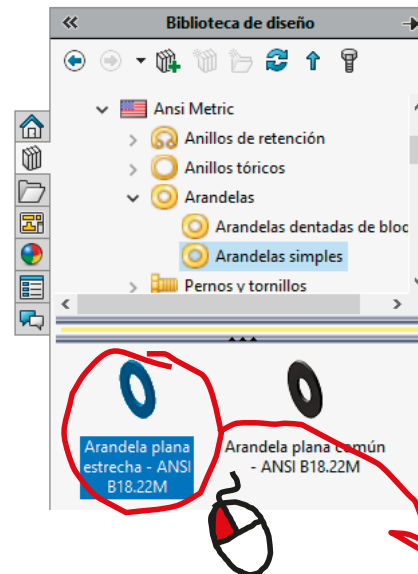 Biblioteca de diseño
Ansi Metric
Anillos de retención
Anillos tóricos
Arandelas
Arandelas dentadas de bloc
Arandelas simples
Pernos y tornillos
Arandela plana
estrecha - ANSI
B18.22M
Arandela plana común
- ANSI B18.22M